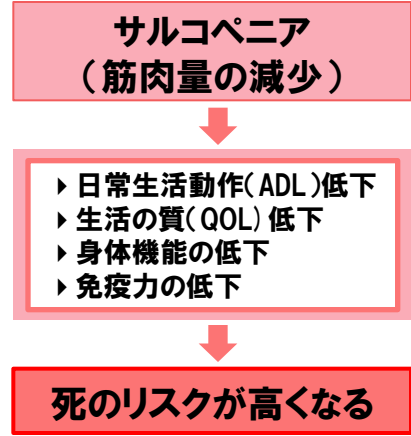 サルコペニア
（筋肉量の減少）
▶日常生活動作(ADL)低下
▶生活の質(QOL)低下
▶身体機能の低下
▶免疫力の低下
死のリスクが高くなる